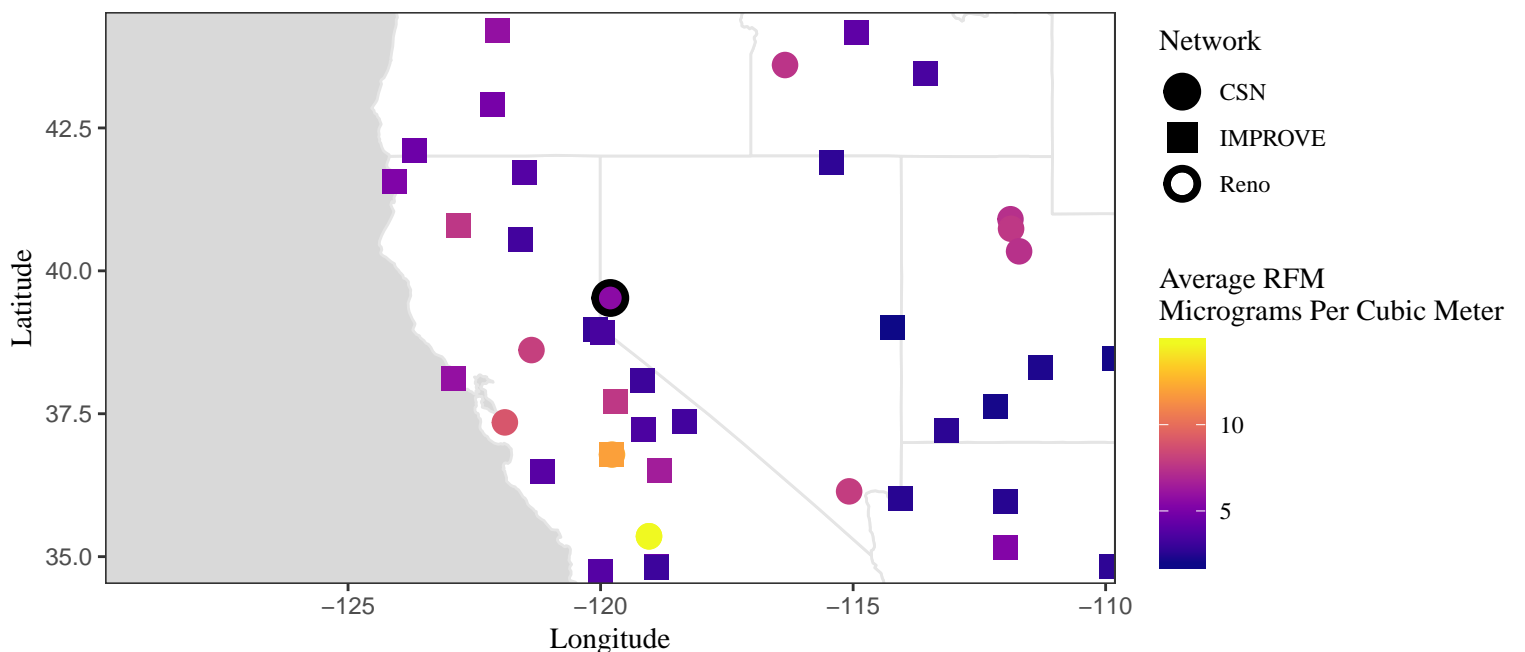 42.5
40.0
37.5
35.0
Latitude
−125
−120
−115
−110
Longitude
Network
CSN
IMPROVE
Reno
Average RFM
Micrograms Per Cubic Meter
10
5